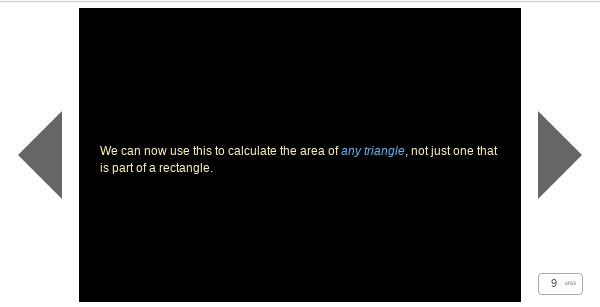 We can now use this to calculate the area of any triangle, not just one that
is part of a rectangle.
9 of 63